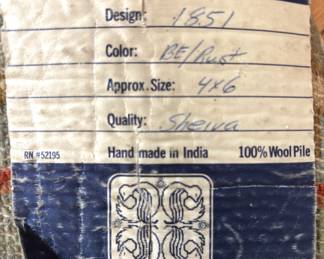 Design: 1851
Color: BE/Rust
Approx. Size: 4x6
Quality: Sheiva
RN #52195 Hand made in India 100% Wool Pile